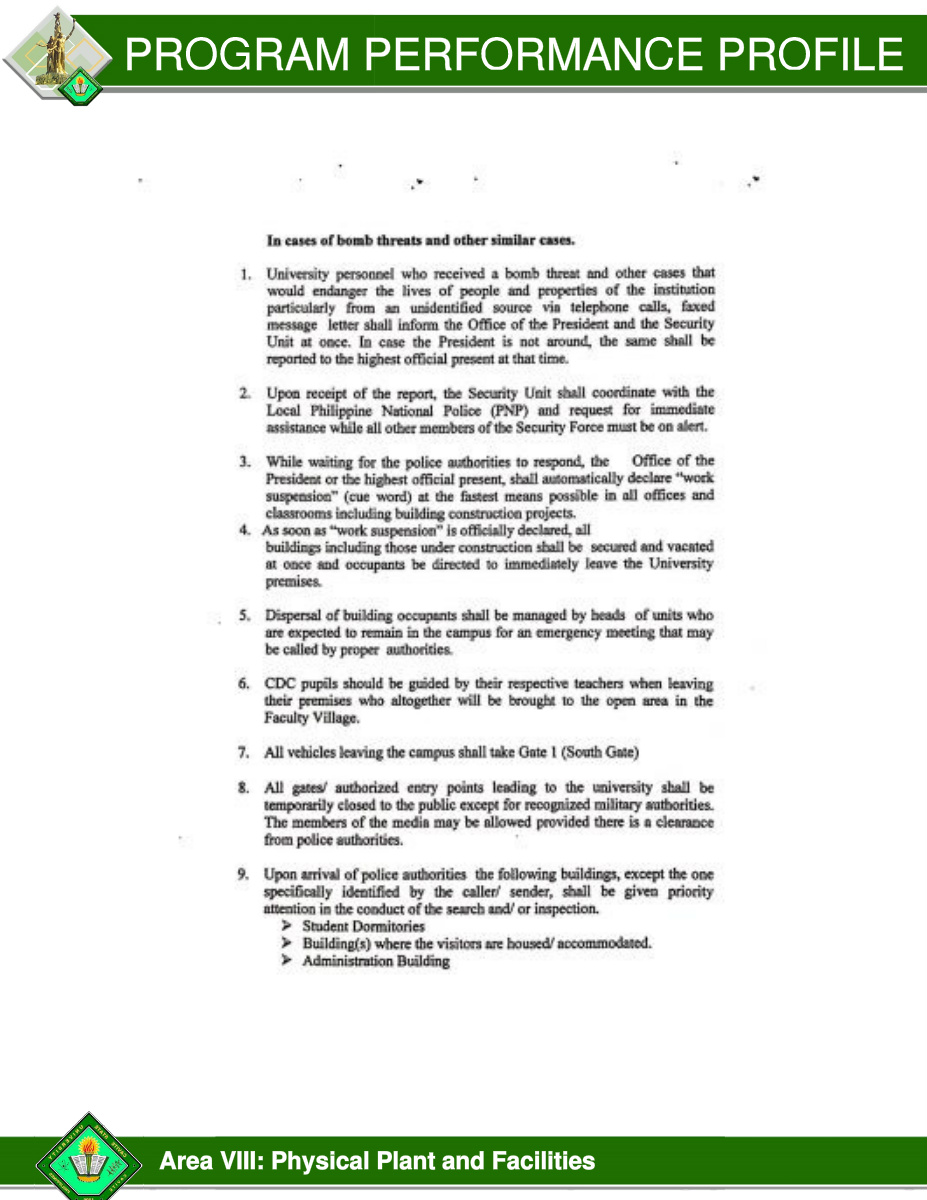 PROGRAM PERFORMANCE PROFILE
In cases of bomb threats and other similar cases.
1. University personnel who received a bomb threat and other cases that
would endanger the lives of people and properties of the institution
particularly from an unidentified source via telephone calls, faxed
message letter shall inform the Office of the President and the Security
Unit at once. In case the President is not around, the same shall be
reported to the highest official present at that time.
2. Upon receipt of the report, the Security Unit shall coordinate with the
Local Philippine National Police (PNP) and request for immediate
assistance while all other members of the Security Force must be on alert.
3. While waiting for the police authorities to respond, the Office of the
President or the highest official present, shall automatically declare “work
suspension” (cue word) at the fastest means possible in all offices and
classrooms including building construction projects.
4. As soon as “work suspension” is officially declared, all
buildings including those under construction shall be secured and vacated
at once and occupants be directed to immediately leave the University
premises.
5. Dispersal of building occupants shall be managed by heads of units who
are expected to remain in the campus for an emergency meeting that may
be called by proper authorities.
6. CDC pupils should be guided by their respective teachers when leaving
their premises who altogether will be brought to the open area in the
Faculty Village.
7. All vehicles leaving the campus shall take Gate 1 (South Gate)
8. All gates/ authorized entry points leading to the university shall be
temporarily closed to the public except for recognized military authorities.
The members of the media may be allowed provided there is a clearance
from police authorities.
9. Upon arrival of police authorities the following buildings, except the one
specifically identified by the caller/ sender, shall be given priority
attention in the conduct of the search and/ or inspection.
➢ Student Dormitories
➢ Building(s) where the visitors are housed/ accommodated.
➢ Administration Building
Area VIII: Physical Plant and Facilities